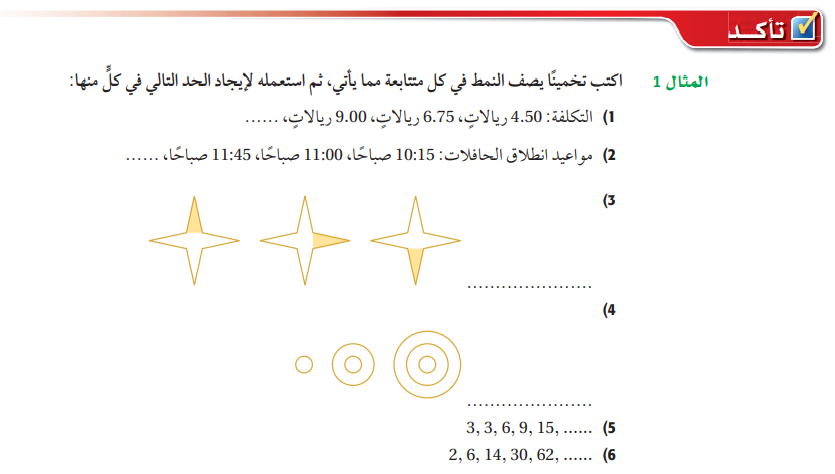 تأكد
المثال 1 اكتب تخمينًا يصف النمط في كل متتابعة مما يأتي، ثم استعمله لإيجاد الحد التالي في كلٍّ منها:
1) التكلفة: 4.50 ريالاتٍ، 6.75 ريالاتٍ، 9.00 ريالاتٍ، ......
2) مواعيد انطلاق الحافلات: 10:15 صباحًا، 11:00 صباحًا، 11:45 صباحًا، ......
3)
......................
4)
......................
5) 3, 3, 6, 9, 15, ......
6) 2, 6, 14, 30, 62, ......